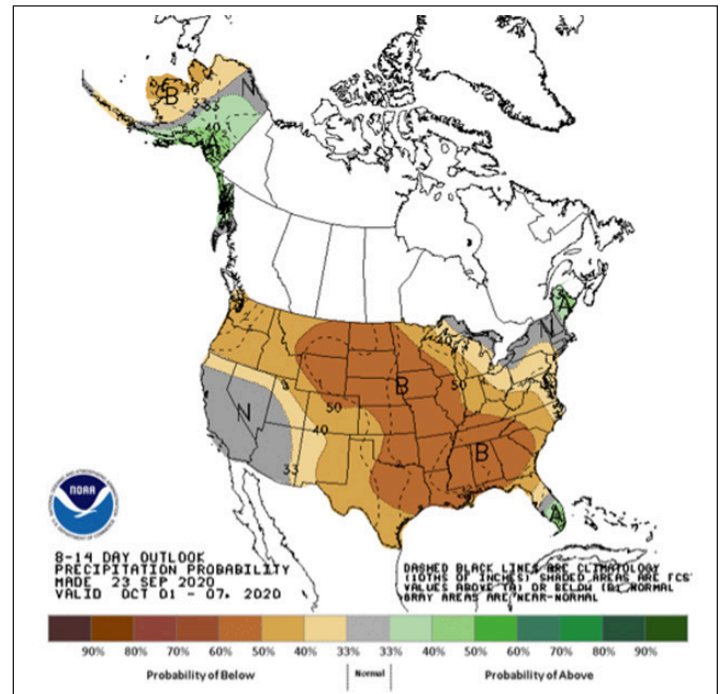 B
40
33
33
N
40
A
A
N
40
B
50
N
50
40
B
33
A
NOAA
8-14 DAY OUTLOOK
PRECIPITATION PROBABILITY
MADE 23 SEP 2020
VALID OCT 01 - 07, 2020
DASHED BLACK LINES ARE CLIMATOLOGY
(10THS OF INCHES) SHADED AREAS ARE FCST
VALUES ABOVE (A) OR BELOW (B) NORMAL
GRAY AREAS ARE NEAR-NORMAL
90% 80% 70% 60% 50% 40% 33% 33% 40% 50% 60% 70% 80% 90%
Probability of Below Normal Probability of Above